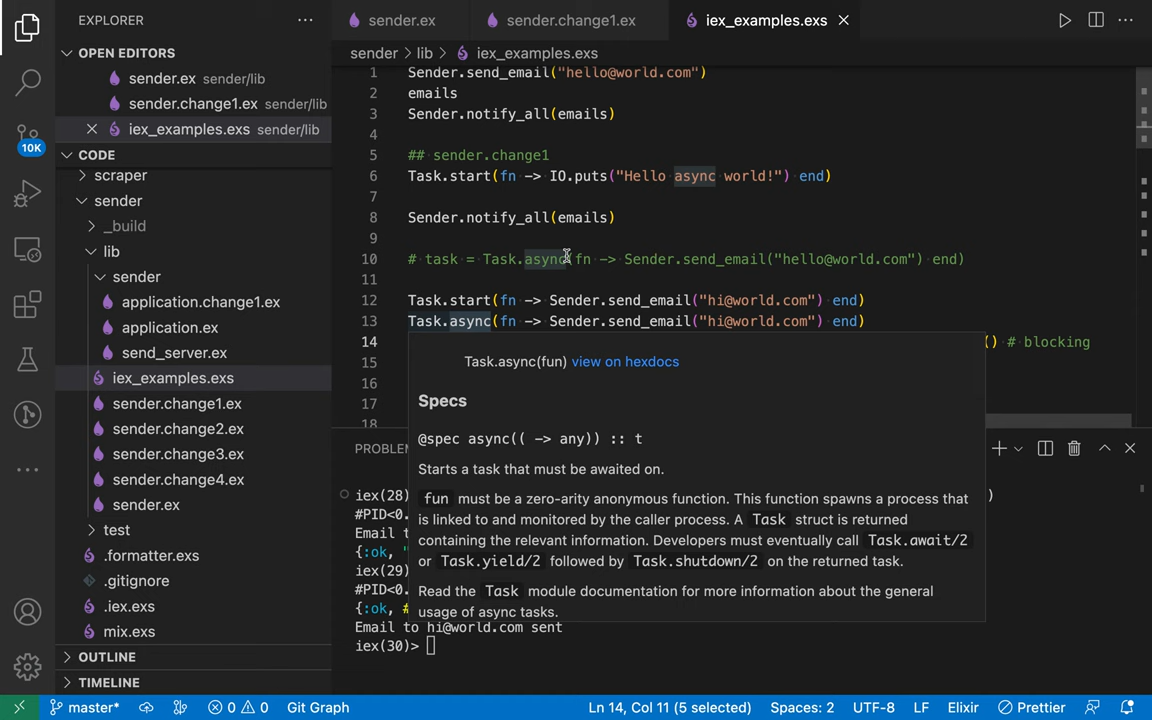 EXPLORER
sender.ex
sender.change1.ex
iex_examples.exs
OPEN EDITORS
sender > lib > iex_examples.exs
sender.ex sender/lib
sender.change1.ex sender/lib
iex_examples.exs sender/lib
10K
CODE
scraper
sender
_build
lib
sender
application.change1.ex
application.ex
send_server.ex
iex_examples.exs
sender.change1.ex
sender.change2.ex
sender.change3.ex
sender.change4.ex
sender.ex
test
.formatter.exs
.gitignore
.iex.exs
mix.exs
OUTLINE
TIMELINE
1 Sender.send_email("hello@world.com")
2 emails
3 Sender.notify_all(emails)
4
5 ## sender.change1
6 Task.start(fn -> IO.puts("Hello async world!") end)
7
8 Sender.notify_all(emails)
9
10 # task = Task.async(fn -> Sender.send_email("hello@world.com") end)
11
12 Task.start(fn -> Sender.send_email("hi@world.com") end)
13 Task.async(fn -> Sender.send_email("hi@world.com") end)
14 () # blocking
15
16
17
18
Task.async(fun) view on hexdocs
Specs
@spec async(( -> any)) :: t
Starts a task that must be awaited on.
fun must be a zero-arity anonymous function. This function spawns a process that
is linked to and monitored by the caller process. A Task struct is returned
containing the relevant information. Developers must eventually call Task.await/2
or Task.yield/2 followed by Task.shutdown/2 on the returned task.
Read the Task module documentation for more information about the general
usage of async tasks.
PROBLEM
iex(28) )
#PID<0.
Email t
{:ok, "
iex(29)
#PID<0.
{:ok, #
Email to hi@world.com sent
iex(30)>
master*
0 0
Git Graph
Ln 14, Col 11 (5 selected)
Spaces: 2
UTF-8
LF
Elixir
Prettier